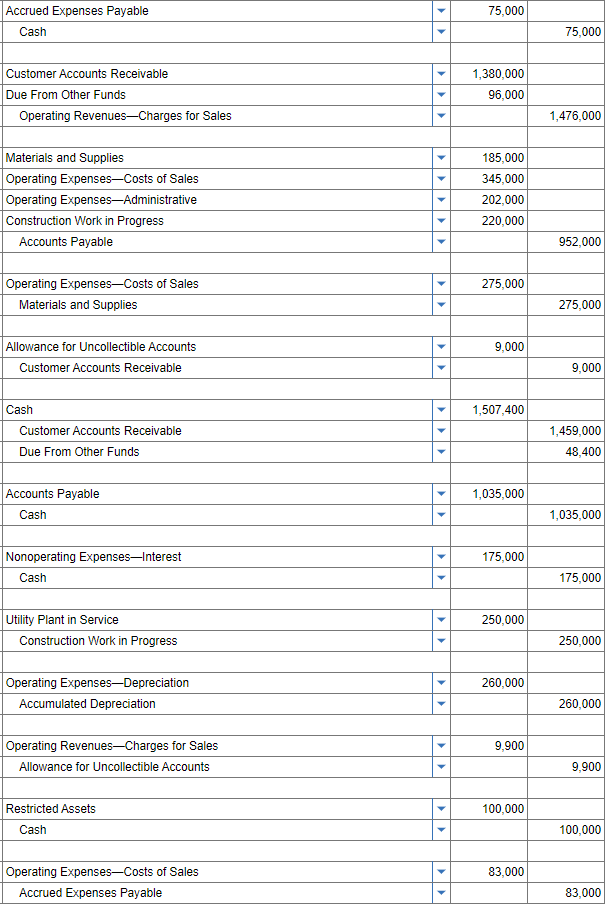 Accrued Expenses Payable 75,000
Cash 75,000
Customer Accounts Receivable 1,380,000
Due From Other Funds 96,000
Operating Revenues—Charges for Sales 1,476,000
Materials and Supplies 185,000
Operating Expenses—Costs of Sales 345,000
Operating Expenses—Administrative 202,000
Construction Work in Progress 220,000
Accounts Payable 952,000
Operating Expenses—Costs of Sales 275,000
Materials and Supplies 275,000
Allowance for Uncollectible Accounts 9,000
Customer Accounts Receivable 9,000
Cash 1,507,400
Customer Accounts Receivable 1,459,000
Due From Other Funds 48,400
Accounts Payable 1,035,000
Cash 1,035,000
Nonoperating Expenses—Interest 175,000
Cash 175,000
Utility Plant in Service 250,000
Construction Work in Progress 250,000
Operating Expenses—Depreciation 260,000
Accumulated Depreciation 260,000
Operating Revenues—Charges for Sales 9,900
Allowance for Uncollectible Accounts 9,900
Restricted Assets 100,000
Cash 100,000
Operating Expenses—Costs of Sales 83,000
Accrued Expenses Payable 83,000